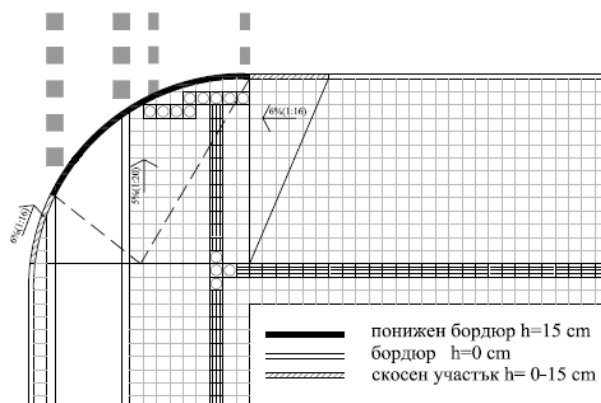 6%(1:16)
5%(1:20)
6%(1:16)
понижен бордюр h=15 cm
бордюр h=0 cm
скосен участък h= 0-15 cm